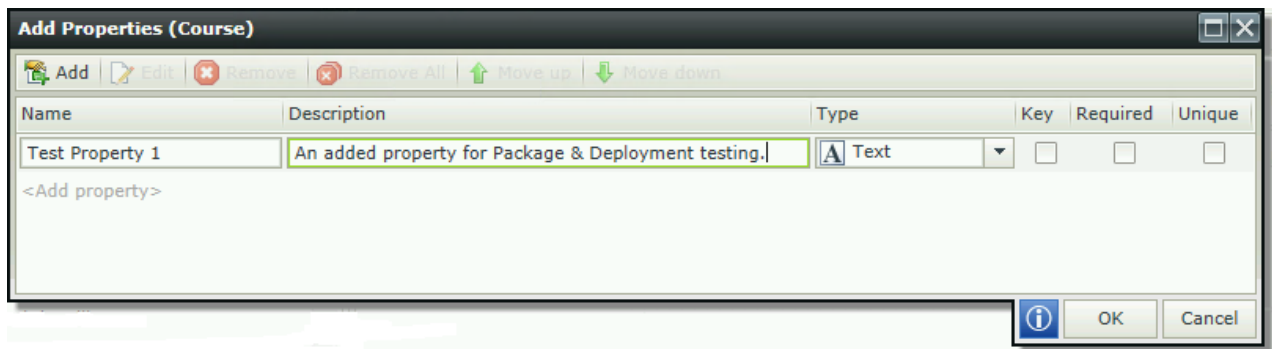 Add Properties (Course)
Add Edit Remove Remove All Move up Move down
Name Description Type Key Required Unique
Test Property 1 An added property for Package & Deployment testing. A Text
<Add property>
OK Cancel